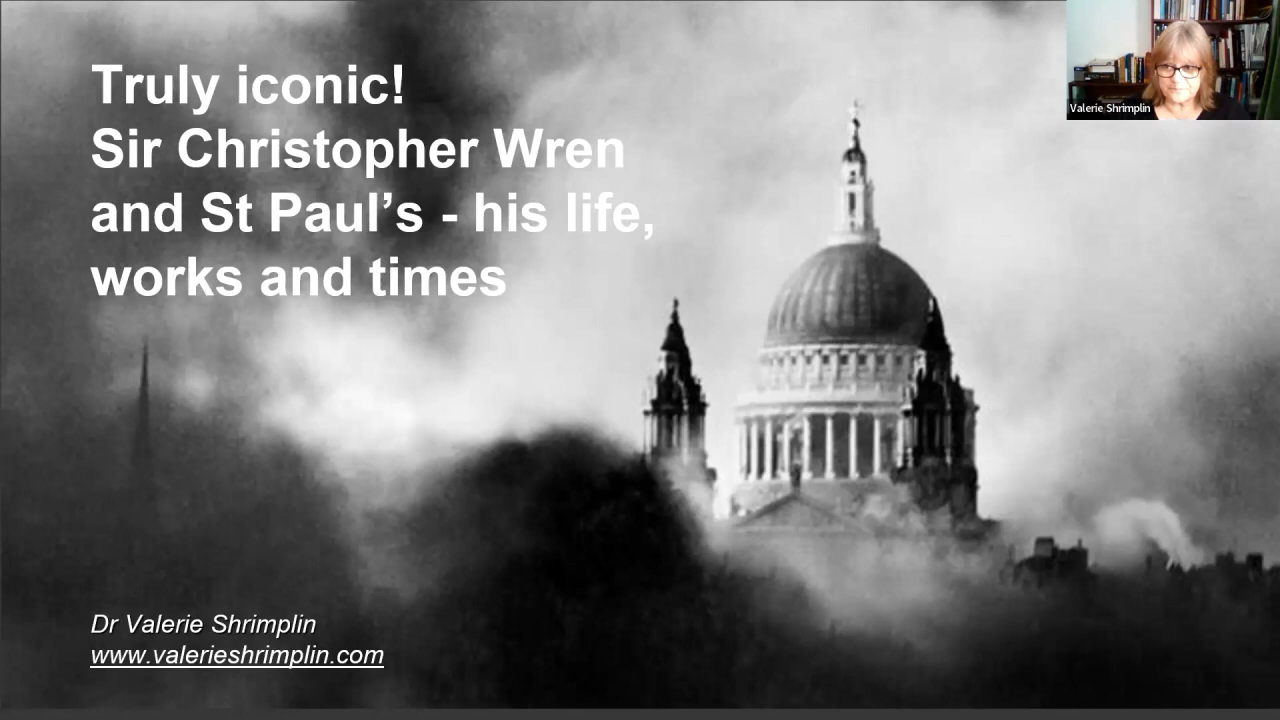 Truly iconic!
Sir Christopher Wren
and St Paul’s - his life,
works and times
Valerie Shrimplin
Dr Valerie Shrimplin
www.valerieshrimplin.com